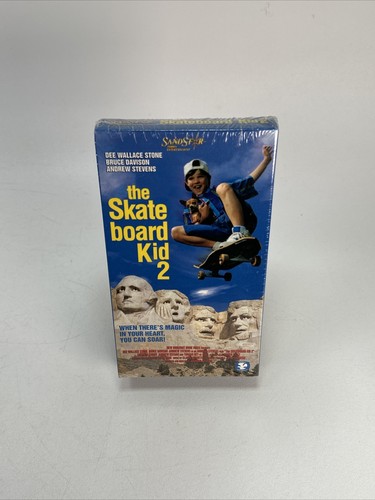 Skateboard Kid 2
SANDSTAR
DEE WALLACE STONE
BRUCE DAVISON
ANDREW STEVENS
the
Skate
board
Kid
2
WHEN THERE'S MAGIC
IN YOUR HEART,
YOU CAN SOAR!